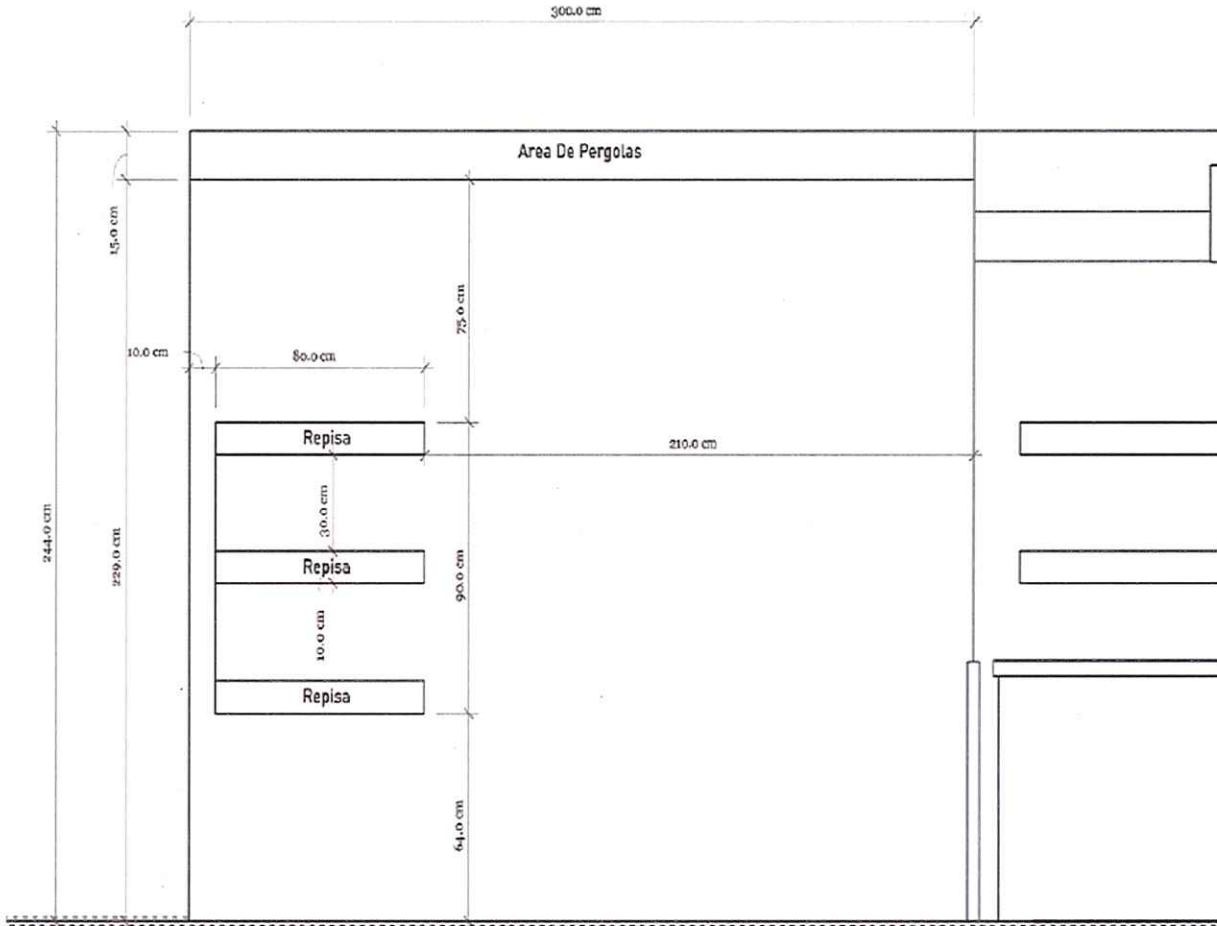 300.0 cm
Area De Pergolas
15.0 cm
75.0 cm
10.0 cm
80.0 cm
Repisa
210.0 cm
30.0 cm
244.0 cm
229.0 cm
Repisa
90.0 cm
10.0 cm
Repisa
64.0 cm